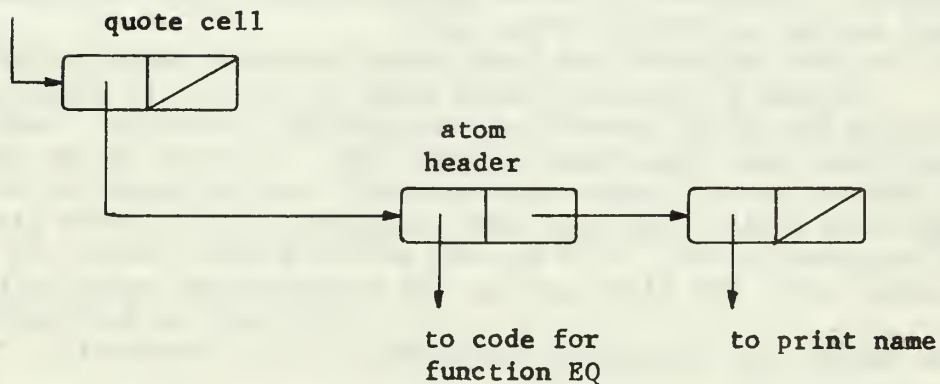 quote cell
atom
header
to code for
function EQ
to print name